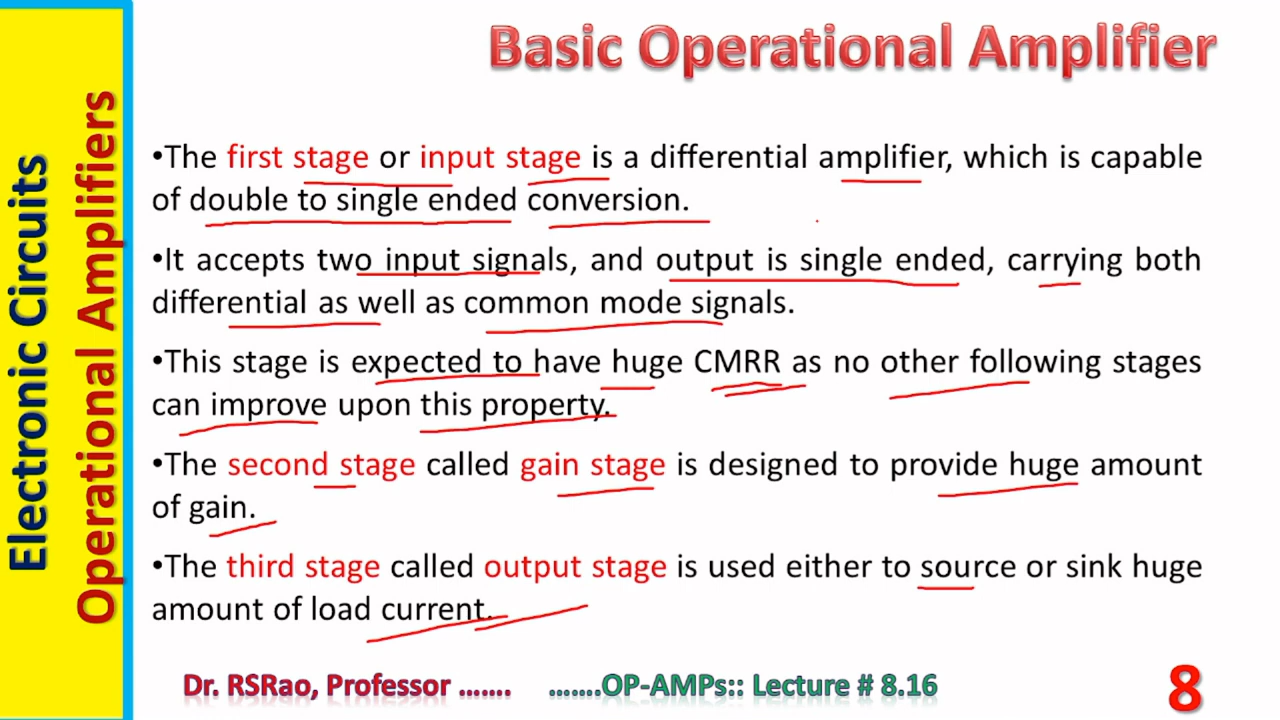 Electronic Circuits
Operational Amplifiers
Basic Operational Amplifier
•The first stage or input stage is a differential amplifier, which is capable
of double to single ended conversion.
•It accepts two input signals, and output is single ended, carrying both
differential as well as common mode signals.
•This stage is expected to have huge CMRR as no other following stages
can improve upon this property.
•The second stage called gain stage is designed to provide huge amount
of gain.
•The third stage called output stage is used either to source or sink huge
amount of load current.
Dr. RSRao, Professor ....... .......OP-AMPs:: Lecture # 8.16
8